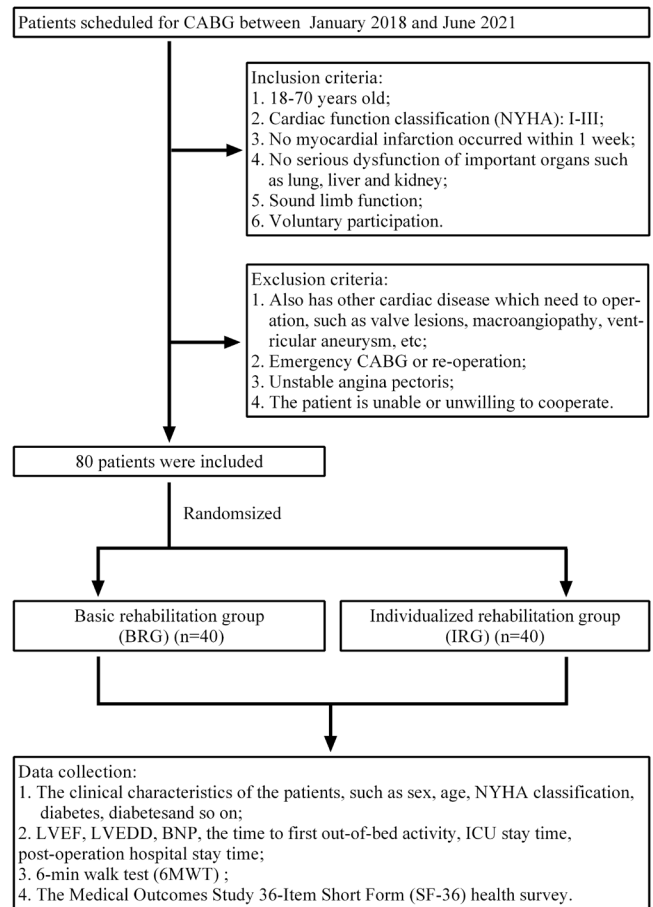 Patients scheduled for CABG between January 2018 and June 2021
Inclusion criteria:
1. 18-70 years old;
2. Cardiac function classification (NYHA): I-III;
3. No myocardial infarction occurred within 1 week;
4. No serious dysfunction of important organs such
as lung, liver and kidney;
5. Sound limb function;
6. Voluntary participation.
Exclusion criteria:
1. Also has other cardiac disease which need to oper-
ation, such as valve lesions, macroangiopathy, vent-
ricular aneurysm, etc;
2. Emergency CABG or re-operation;
3. Unstable angina pectoris;
4. The patient is unable or unwilling to cooperate.
80 patients were included
Randomsized
Basic rehabilitation group
(BRG) (n=40)
Individualized rehabilitation group
(IRG) (n=40)
Data collection:
1. The clinical characteristics of the patients, such as sex, age, NYHA classification,
diabetes, diabetesand so on;
2. LVEF, LVEDD, BNP, the time to first out-of-bed activity, ICU stay time,
post-operation hospital stay time;
3. 6-min walk test (6MWT) ;
4. The Medical Outcomes Study 36-Item Short Form (SF-36) health survey.